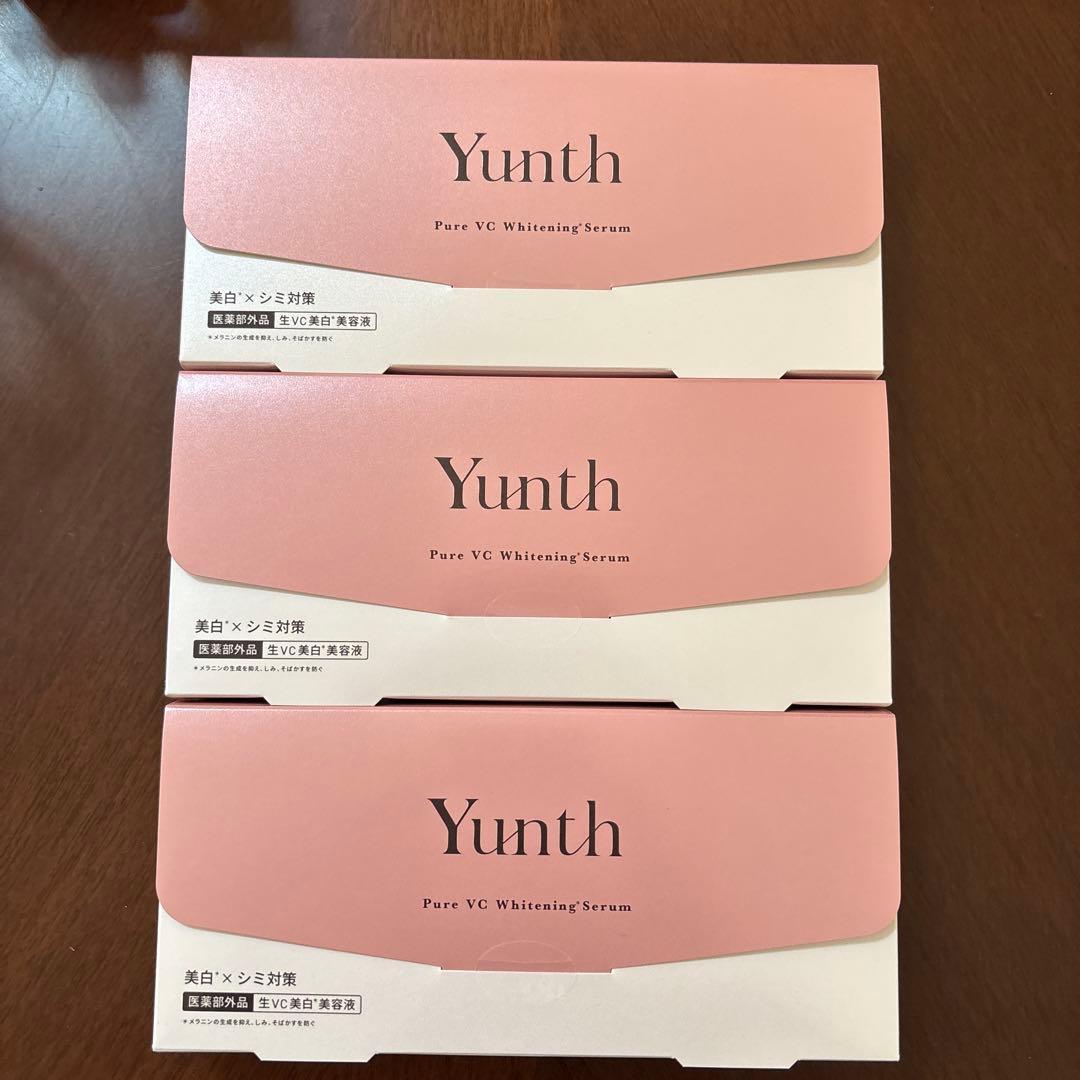 Yunth
Pure VC Whitening*Serum
美白*×シミ対策
医薬部外品 生VC美白*美容液
*メラニンの生成を抑え、しみ、そばかすを防ぐ
Yunth
Pure VC Whitening*Serum
美白*×シミ対策
医薬部外品 生VC美白*美容液
*メラニンの生成を抑え、しみ、そばかすを防ぐ
Yunth
Pure VC Whitening*Serum
美白*×シミ対策
医薬部外品 生VC美白*美容液
*メラニンの生成を抑え、しみ、そばかすを防ぐ